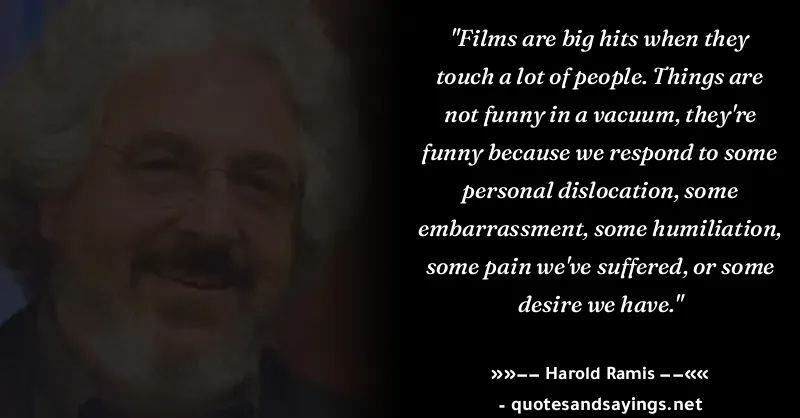 "Films are big hits when they
touch a lot of people. Things are
not funny in a vacuum, they're
funny because we respond to some
personal dislocation, some
embarrassment, some humiliation,
some pain we've suffered, or some
desire we have."
»»−− Harold Ramis −−««
- quotesandsayings.net